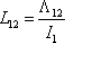 L₁₂ = Λ₁₂ / I₁